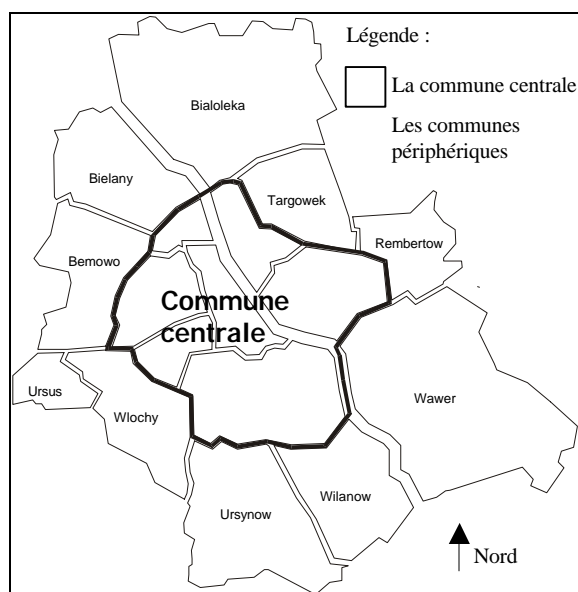 Légende :
La commune centrale
Les communes
périphériques
Bialoleka
Bielany
Targowek
Rembertow
Bemowo
Commune
centrale
Ursus
Wlochy
Wawer
Wilanow
Ursynow
Nord